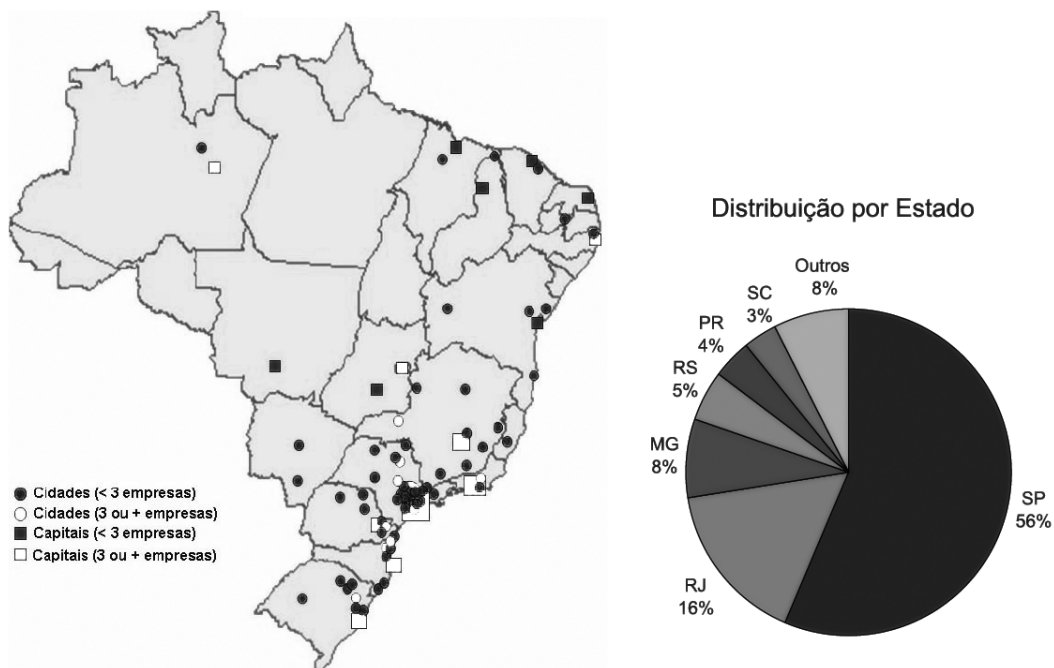 Cidades (< 3 empresas)
Cidades (3 ou + empresas)
Capitais (< 3 empresas)
Capitais (3 ou + empresas)
Distribuição por Estado
Outros
8%
SC
3%
PR
4%
RS
5%
MG
8%
RJ
16%
SP
56%